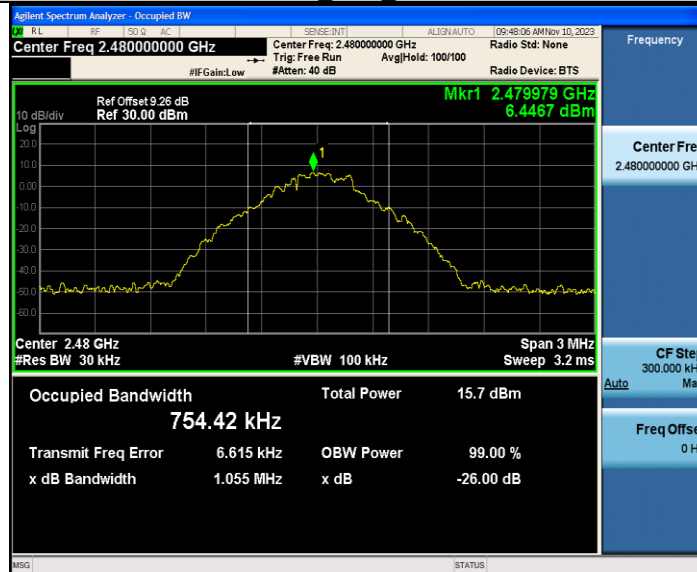 Agilent Spectrum Analyzer - Occupied BW
RL RF 50 Ω AC SENSE:INT ALIGN AUTO 09:48:06 AM Nov 10, 2023
Center Freq 2.480000000 GHz
Center Freq: 2.480000000 GHz
Radio Std: None
Trig: Free Run Avg|Hold: 100/100
#IFGain:Low #Atten: 40 dB Radio Device: BTS
Ref Offset 9.26 dB
10 dB/div Ref 30.00 dBm
Mkr1 2.479979 GHz
6.4467 dBm
Log
20.0
1
10.0
0.00
-10.0
-20.0
-30.0
-40.0
-50.0
-60.0
Center 2.48 GHz Span 3 MHz
#Res BW 30 kHz #VBW 100 kHz Sweep 3.2 ms
Occupied Bandwidth Total Power 15.7 dBm
754.42 kHz
Transmit Freq Error 6.615 kHz OBW Power 99.00 %
x dB Bandwidth 1.055 MHz x dB -26.00 dB
MSG STATUS
Frequency
Center Fre
2.480000000 GH
CF Ste
300.000 kH
Auto Ma
Freq Offse
0 H